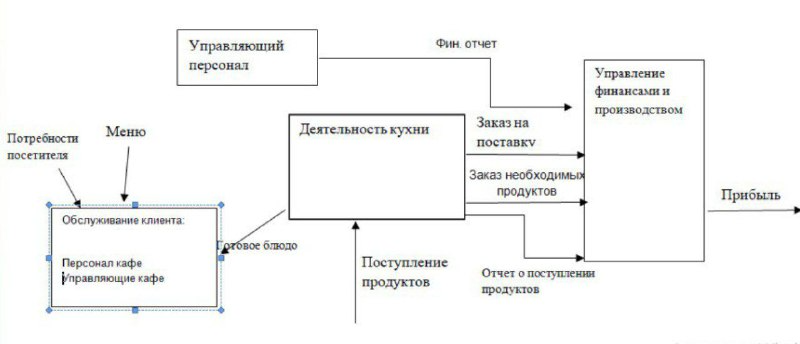 Управляющий
персонал
Фин. отчет
Управление
финансами и
производством
Деятельность кухни
Заказ на
поставку
Потребности
посетителя
Меню
Заказ необходимых
продуктов
Прибыль
Обслуживание клиента:
Готовое блюдо
Персонал кафе
Управляющие кафе
Поступление
продуктов
Отчет о поступлении
продуктов